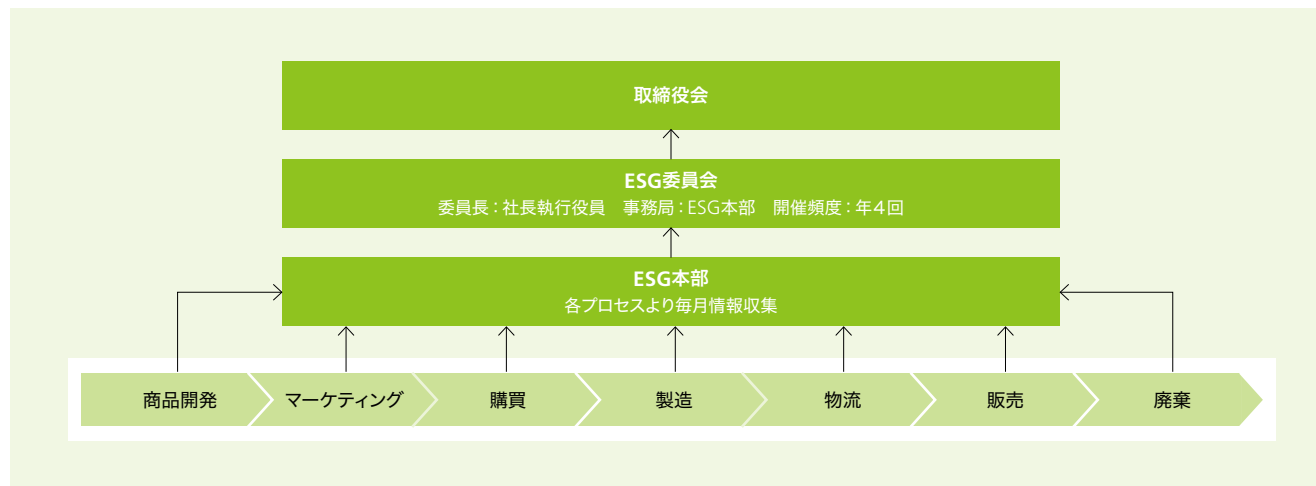 取締役会
ESG委員会
委員長：社長執行役員　事務局：ESG本部　開催頻度：年4回
ESG本部
各プロセスより毎月情報収集
商品開発
マーケティング
購買
製造
物流
販売
廃棄